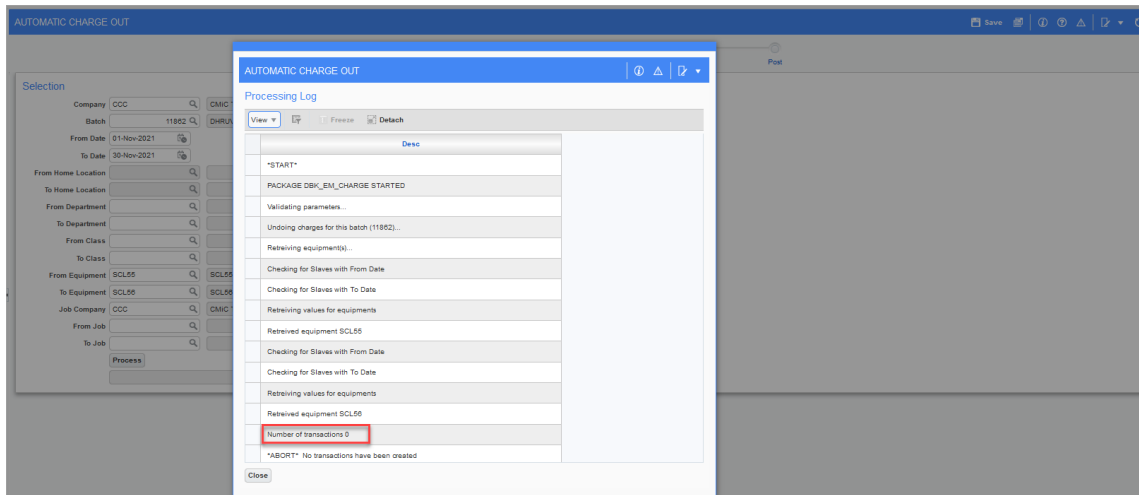 AUTOMATIC CHARGE OUT
Save
Post
Selection
Company CCC CMIC
Batch 11862
From Date 01-Nov-2021
To Date 30-Nov-2021
From Home Location
To Home Location
From Department
To Department
From Class
To Class
From Equipment SCL55
To Equipment SCL56 SCL56
Job Company CCC CMIC
From Job
To Job
Process
AUTOMATIC CHARGE OUT
Processing Log
View
Freeze
Detach
Desc
*START*
PACKAGE DBK_EM_CHARGE STARTED
Validating parameters...
Undoing charges for this batch (11862)...
Retreiving equipment(s)...
Checking for Slaves with From Date
Checking for Slaves with To Date
Retreiving values for equipments
Retreived equipment SCL55
Checking for Slaves with From Date
Checking for Slaves with To Date
Retreiving values for equipments
Retreived equipment SCL56
Number of transactions 0
*ABORT* No transactions have been created
Close